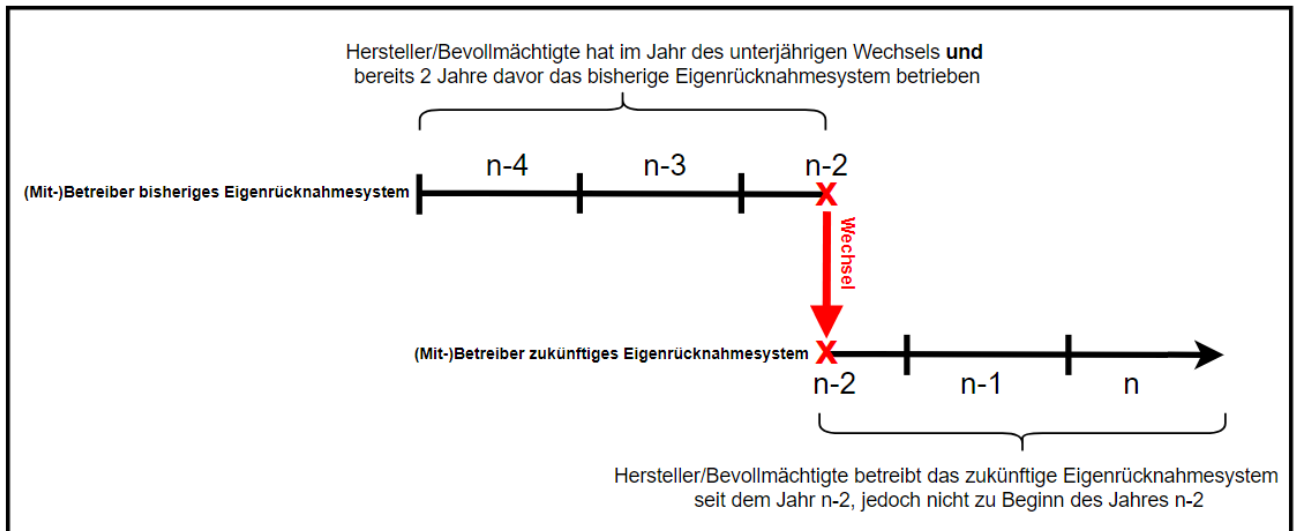 Hersteller/Bevollmächtigte hat im Jahr des unterjährigen Wechsels und
bereits 2 Jahre davor das bisherige Eigenrücknahmesystem betrieben
n-4 n-3 n-2
(Mit-)Betreiber bisheriges Eigenrücknahmesystem
x
Wechsel
(Mit-)Betreiber zukünftiges Eigenrücknahmesystem
x
n-2 n-1 n
Hersteller/Bevollmächtigte betreibt das zukünftige Eigenrücknahmesystem
seit dem Jahr n-2, jedoch nicht zu Beginn des Jahres n-2